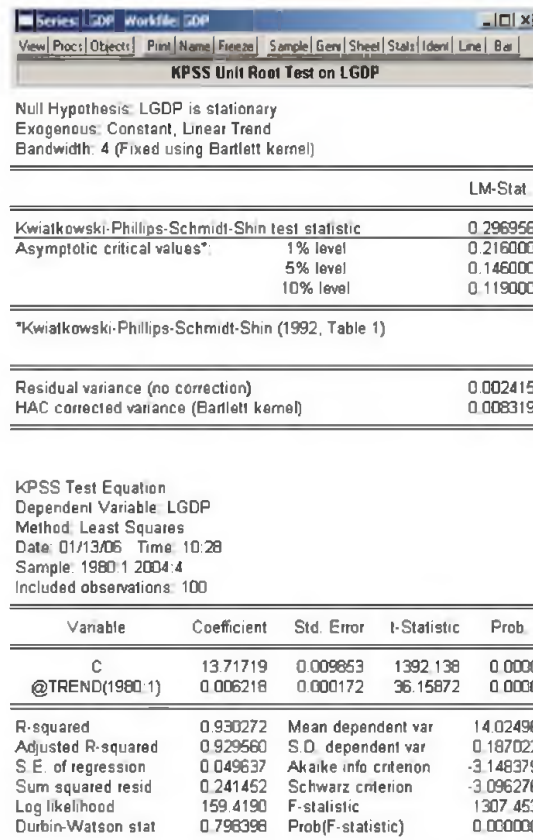 Series: LGDP Workfile: GDP
View Procs Objects Print Name Freeze Sample Genr Sheet Stats Ident Line Bar
KPSS Unit Root Test on LGDP
Null Hypothesis: LGDP is stationary
Exogenous: Constant, Linear Trend
Bandwidth: 4 (Fixed using Bartlett kernel)
LM-Stat.
Kwiatkowski-Phillips-Schmidt-Shin test statistic 0.296956
Asymptotic critical values*: 1% level 0.216000
5% level 0.146000
10% level 0.119000
*Kwiatkowski-Phillips-Schmidt-Shin (1992, Table 1)
Residual variance (no correction) 0.002415
HAC corrected variance (Bartlett kernel) 0.008319
KPSS Test Equation
Dependent Variable: LGDP
Method: Least Squares
Date: 01/13/06 Time: 10:28
Sample: 1980:1 2004:4
Included observations: 100
Variable Coefficient Std. Error t-Statistic Prob.
C 13.71719 0.009853 1392.138 0.0000
@TREND(1980:1) 0.006218 0.000172 36.15872 0.0000
R-squared 0.930272 Mean dependent var 14.02496
Adjusted R-squared 0.929560 S.D. dependent var 0.187022
S.E. of regression 0.049637 Akaike info criterion -3.148379
Sum squared resid 0.241452 Schwarz criterion -3.096276
Log likelihood 159.4190 F-statistic 1307.453
Durbin-Watson stat 0.798398 Prob(F-statistic) 0.000000